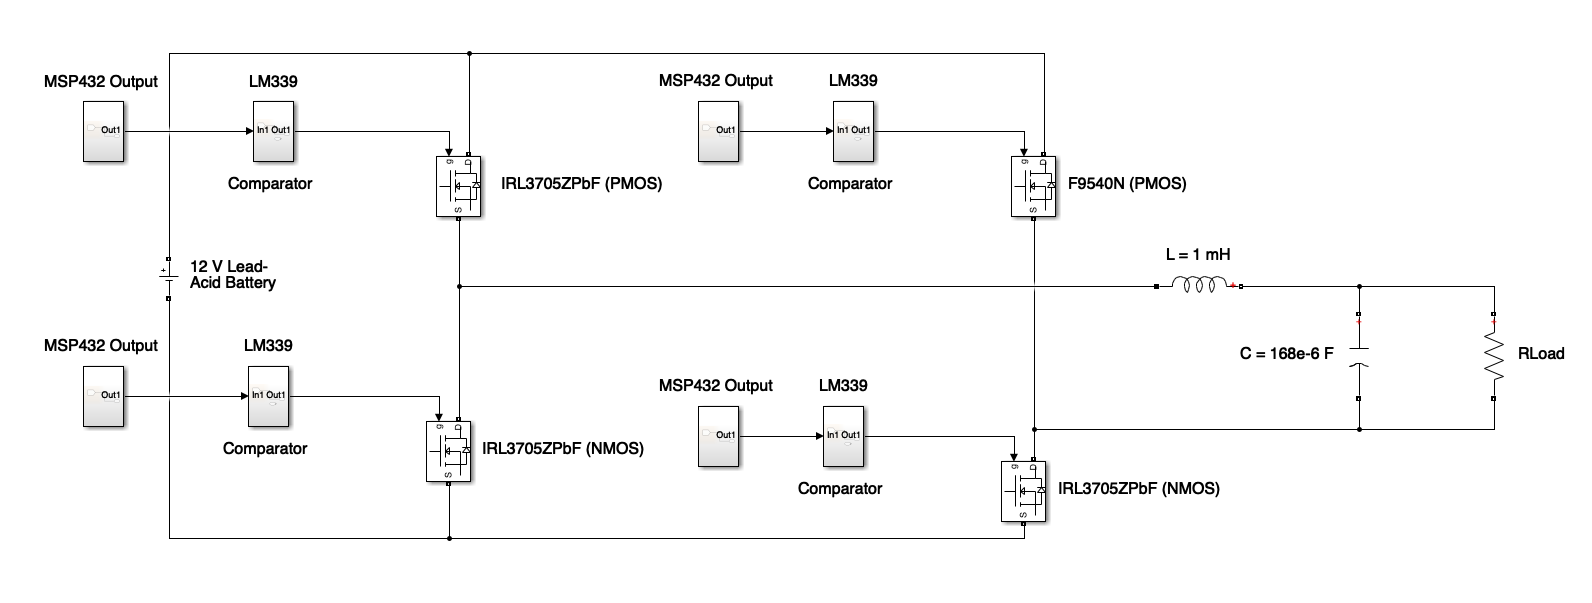 MSP432 Output
LM339
Out1
In1 Out1
Comparator
g
D
S
IRL3705ZPbF (PMOS)
MSP432 Output
LM339
Out1
In1 Out1
Comparator
g
D
S
F9540N (PMOS)
+
12 V Lead-
Acid Battery
L = 1 mH
+
MSP432 Output
LM339
Out1
In1 Out1
Comparator
g
D
S
IRL3705ZPbF (NMOS)
C = 168e-6 F
+
+
RLoad
MSP432 Output
LM339
Out1
In1 Out1
Comparator
g
D
S
IRL3705ZPbF (NMOS)